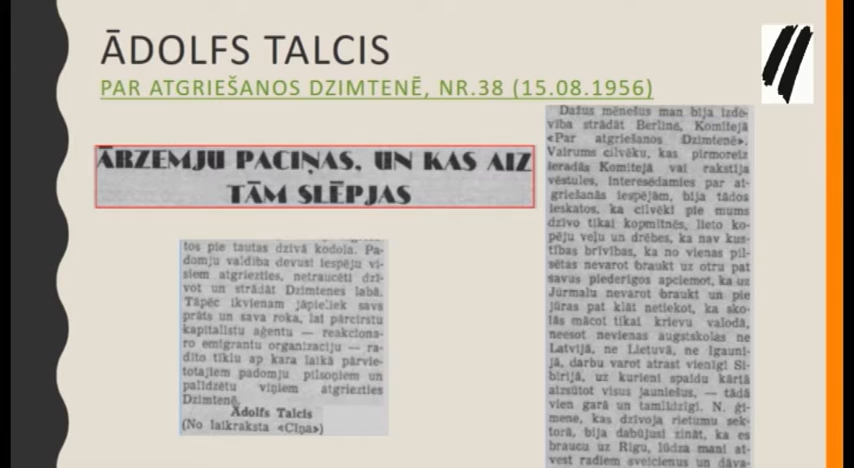 ĀDOLFS TALCIS
PAR ATGRIEŠANOS DZIMTENĒ, NR.38 (15.08.1956)
ĀRZEMJU PACIŅAS, UN KAS AIZ
TĀM SLĒPJAS
tos pie tautas dzīvā kodola. Pa-
domju valdība devusi iespēju vi-
siem atgriezties, netraucēti dzī-
vot un strādāt Dzimtenes labā.
Tāpēc ikvienam jāpieliek savs
prāts un sava roka, lai pārcirstu
kapitālistu aģentu — reakcionā-
ro emigrantu organizāciju — ra-
dīto tīklu ap kara laikā pārvie-
totajiem padomju pilsoņiem un
palīdzētu viņiem atgriezties
Dzimtenē.
Ādolfs Talcis
(No laikraksta «Cīņa»)
Dažus mēnešus man bija izde-
vība strādāt Berlīnē, Komitejā
«Par atgriešanos Dzimtenē».
Vairums cilvēku, kas pirmoreiz
ieradās Komitejā vai rakstīja
vēstules, interesēdamies par at-
griešanās iespējām, bija tādos
ieskatos, ka cilvēki pie mums
dzīvo tikai kopmītnēs, lieto ko-
pēju veļu un drēbes, ka nav kus-
tības brīvības, ka no vienas pil-
sētas nevarot braukt uz otru pat
savus piederīgos apciemot, ka uz
Jūrmalu nevarot braukt un pie
jūras pat klāt netiekot, ka sko-
lās mācot tikai krievu valodā,
neesot nevienas augstskolas ne
Latvijā, ne Lietuvā, ne Igauni-
jā, darbu varot atrast vienīgi Si-
bīrijā, uz kurieni spaidu kārtā
aizsūtot visus jauniešus, — tādā
vien garā un tamlīdzīgi. N. ģi-
mene, kas dzīvoja rietumu sek-
torā, bija dabūjusi zināt, ka es
braucu uz Rīgu, lūdza mani at-
vest radiem sveicienus un dāva-